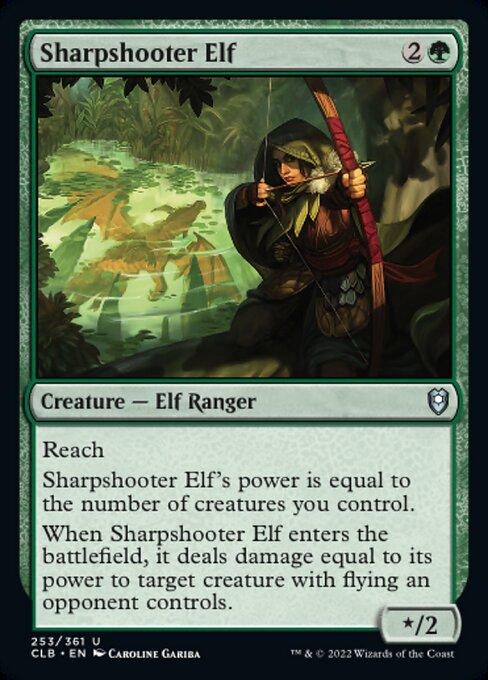 Sharpshooter Elf 2
Creature — Elf Ranger
Reach
Sharpshooter Elf's power is equal to
the number of creatures you control.
When Sharpshooter Elf enters the
battlefield, it deals damage equal to its
power to target creature with flying an
opponent controls.
*/2
253/361 U
CLB • EN Caroline Gariba
™ & © 2022 Wizards of the Coast